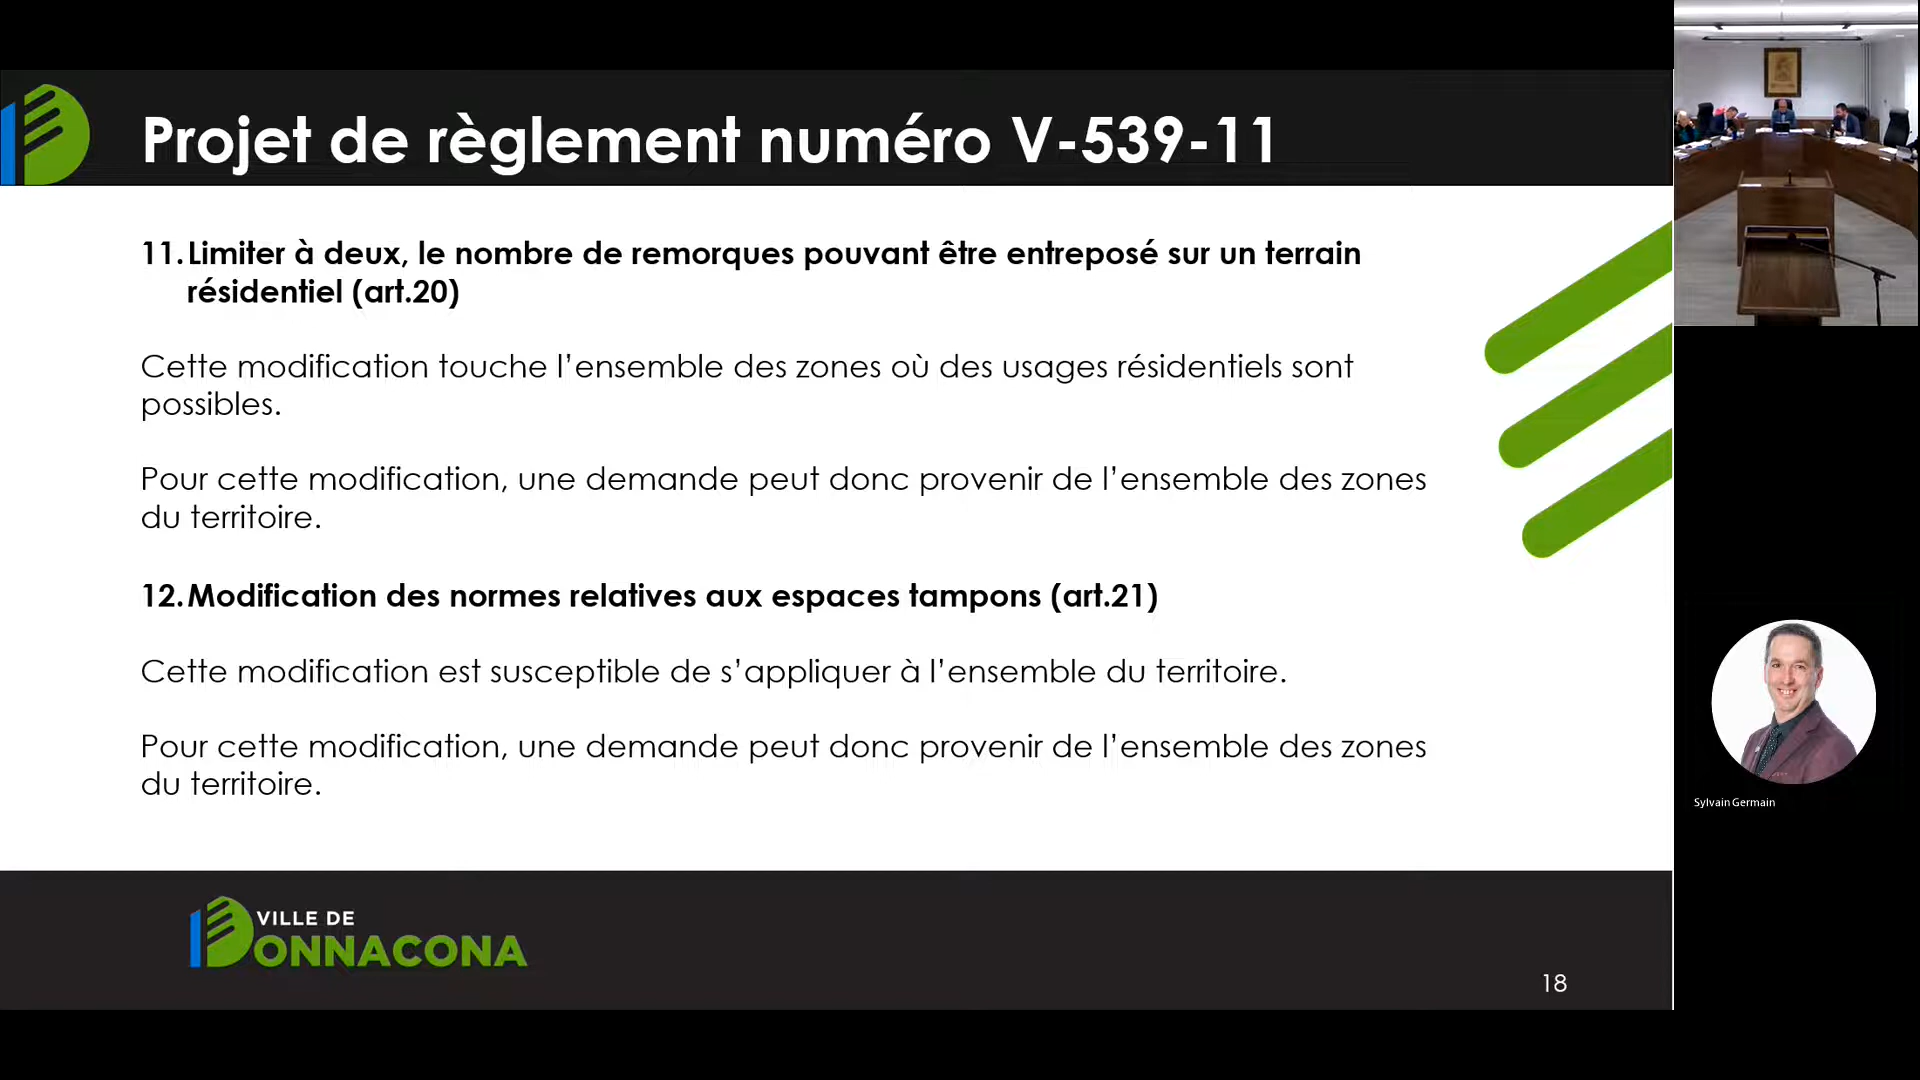 Projet de règlement numéro V-539-11
11. Limiter à deux, le nombre de remorques pouvant être entreposé sur un terrain
résidentiel (art.20)
Cette modification touche l’ensemble des zones où des usages résidentiels sont
possibles.
Pour cette modification, une demande peut donc provenir de l’ensemble des zones
du territoire.
12. Modification des normes relatives aux espaces tampons (art.21)
Cette modification est susceptible de s’appliquer à l’ensemble du territoire.
Pour cette modification, une demande peut donc provenir de l’ensemble des zones
du territoire.
VILLE DE
DONNACONA
18
Sylvain Germain